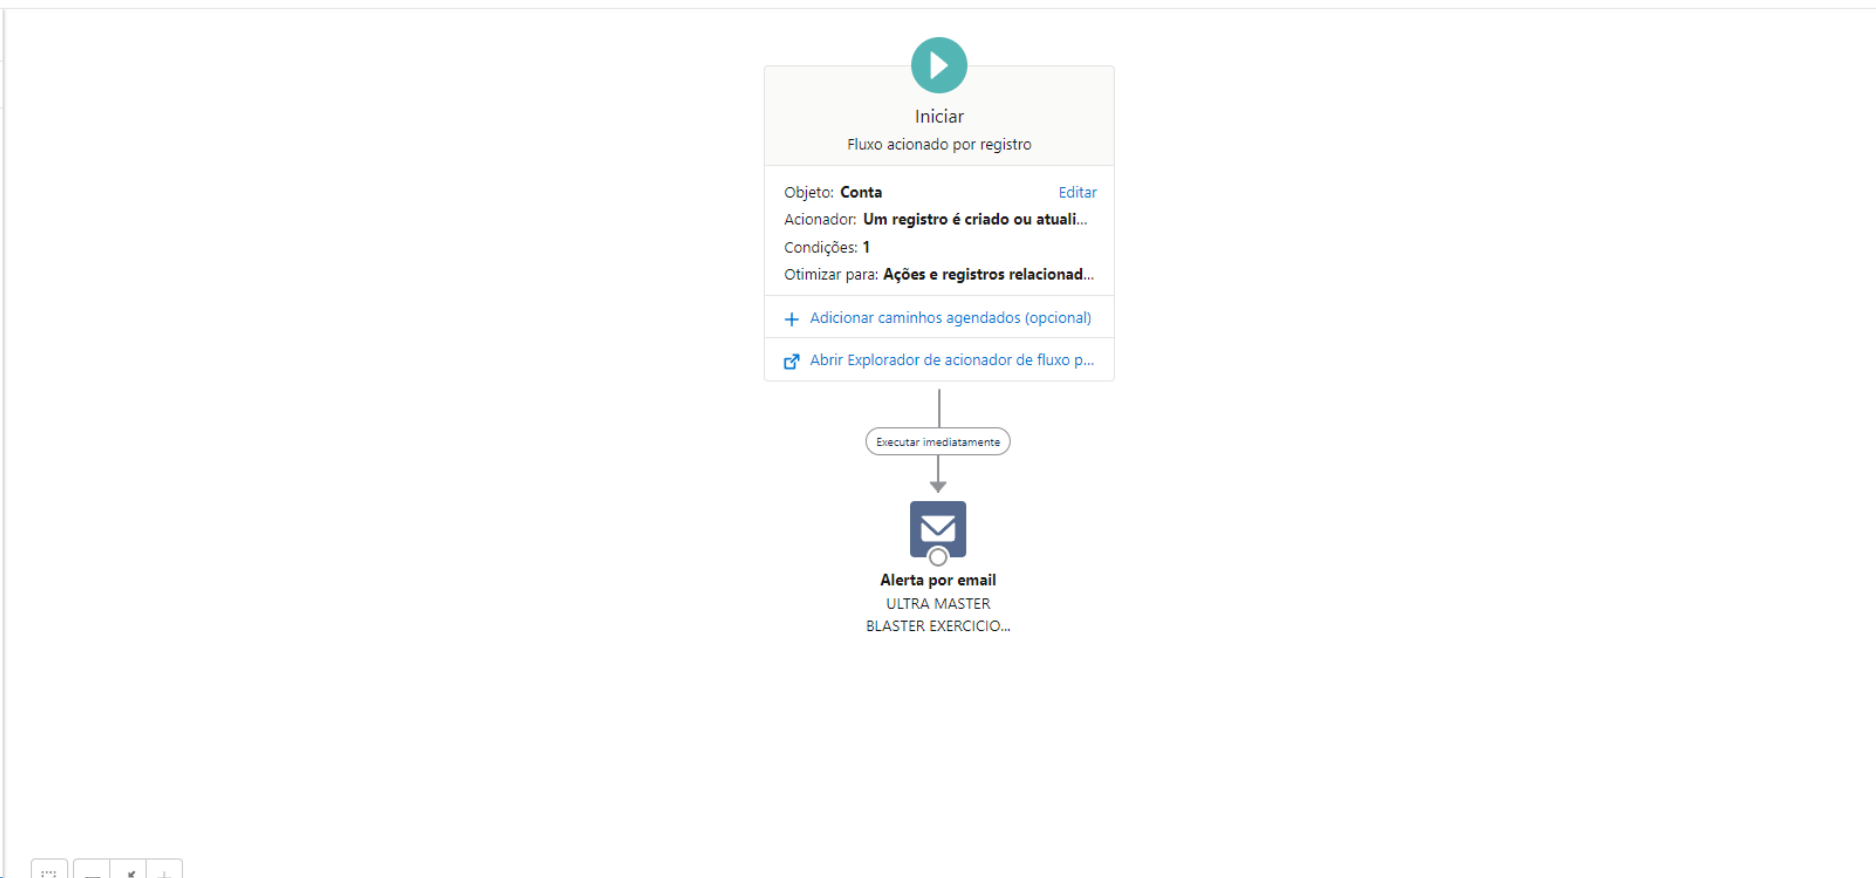 Iniciar
Fluxo acionado por registro
Objeto: Conta
Editar
Acionador: Um registro é criado ou atuali...
Condições: 1
Otimizar para: Ações e registros relacionad...
Adicionar caminhos agendados (opcional)
Abrir Explorador de acionador de fluxo p...
Executar imediatamente
Alerta por email
ULTRA MASTER
BLASTER EXERCICIO...